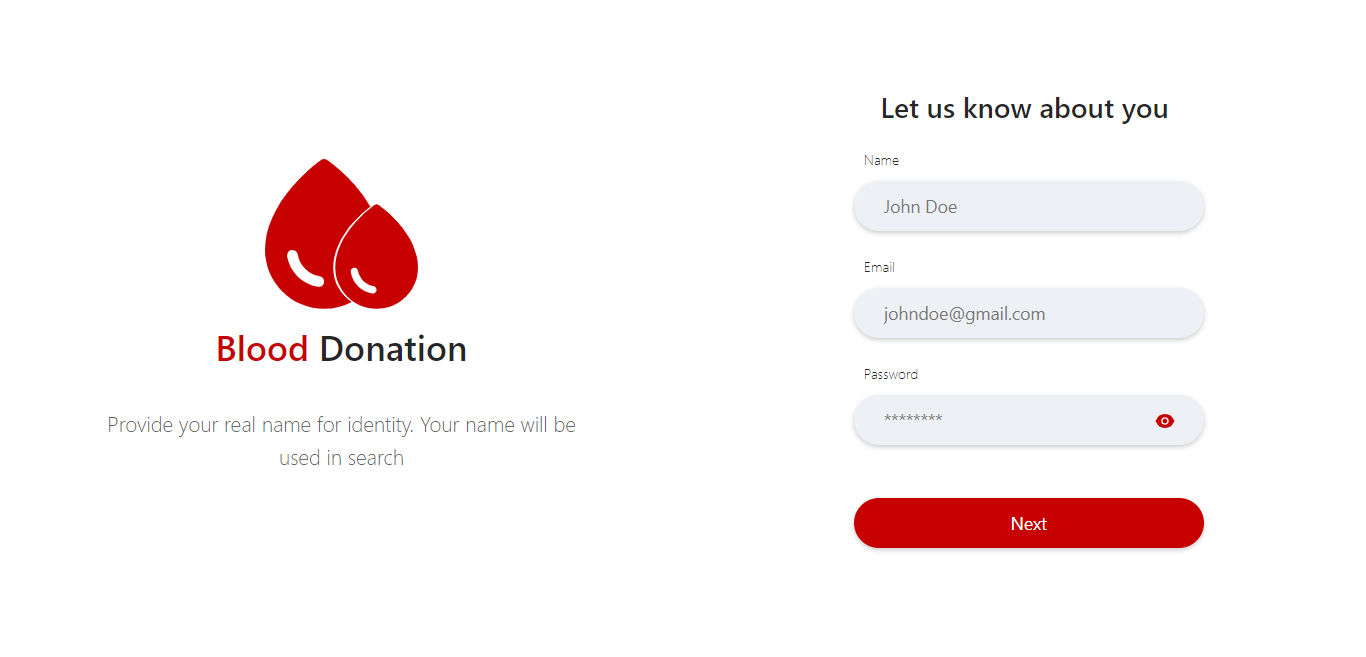 Blood Donation
Provide your real name for identity. Your name will be
used in search
Let us know about you
Name
John Doe
Email
johndoe@gmail.com
Password
********
Next